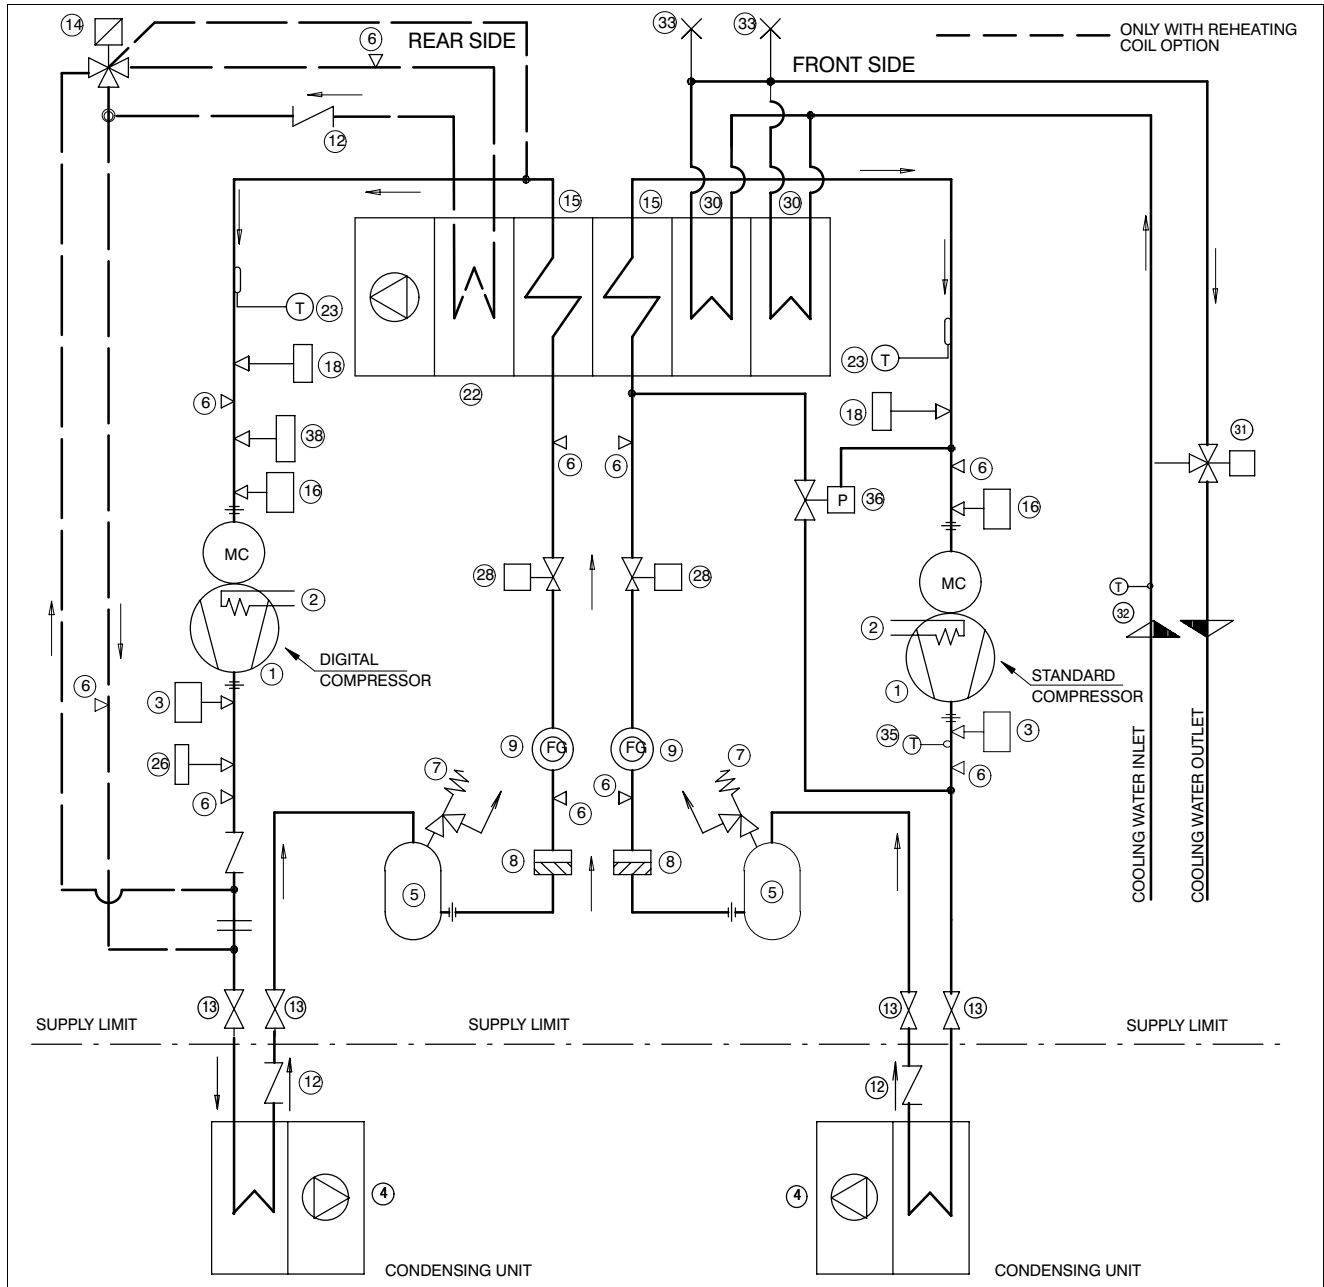 14
6
REAR SIDE
33
33
ONLY WITH REHEATING
COIL OPTION
FRONT SIDE
12
15
15
30
30
T
23
18
22
6
38
16
6
6
T
23
18
31
6
P
36
16
MC
28
28
MC
T
32
2
2
DIGITAL
COMPRESSOR
1
STANDARD
COMPRESSOR
1
6
3
26
6
9
FG
FG
9
7
7
6
6
35
T
3
6
8
8
5
5
COOLING WATER INLET
COOLING WATER OUTLET
13
13
13
13
SUPPLY LIMIT
SUPPLY LIMIT
SUPPLY LIMIT
12
12
4
4
CONDENSING UNIT
CONDENSING UNIT